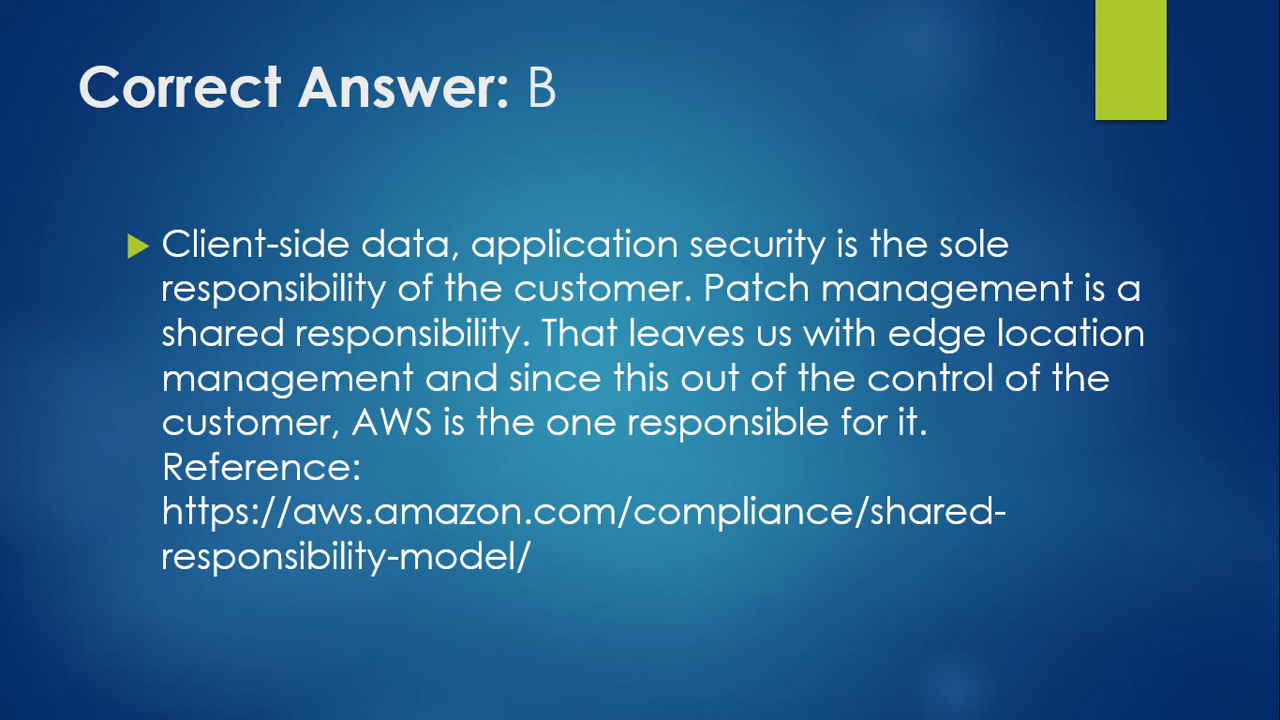 Correct Answer: B
Client-side data, application security is the sole
responsibility of the customer. Patch management is a
shared responsibility. That leaves us with edge location
management and since this out of the control of the
customer, AWS is the one responsible for it.
Reference:
https://aws.amazon.com/compliance/shared-
responsibility-model/